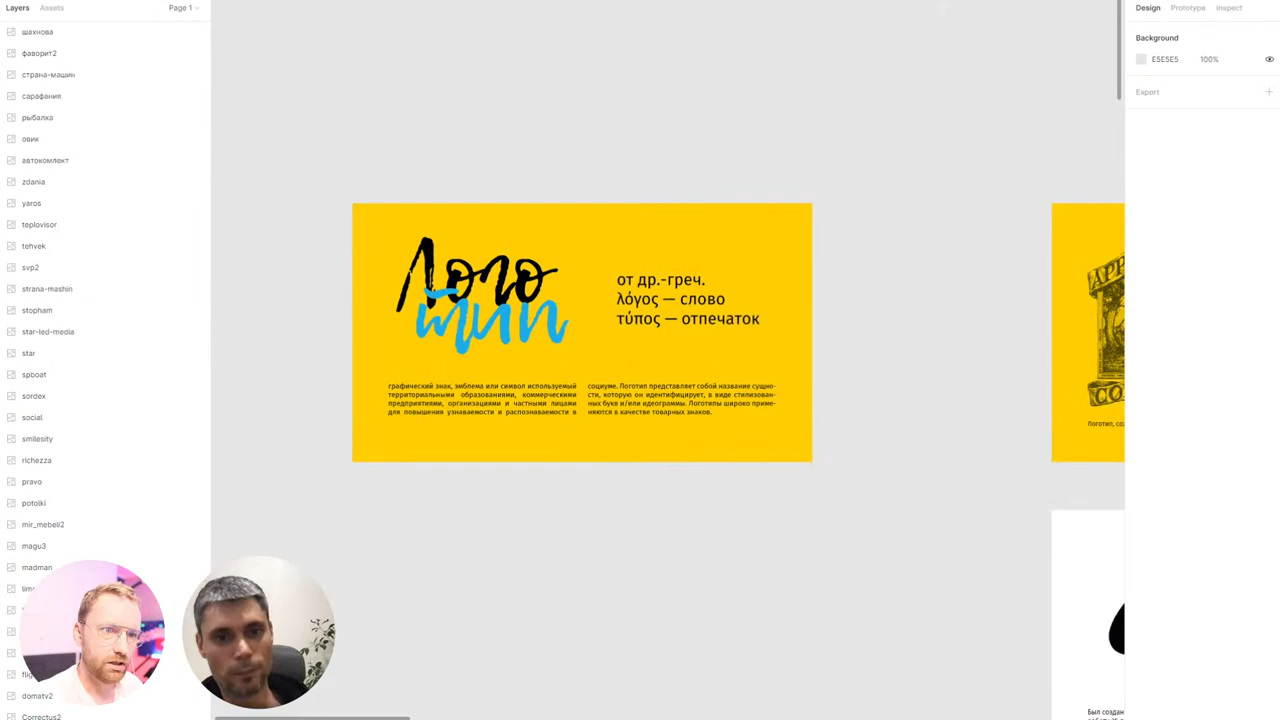 Layers
Assets
Page 1
шахнова
фаворит2
страна-машин
сарафания
рыбалка
овик
автокомлект
zdania
yaros
teplovisor
tehvek
svp2
strana-mashin
stopham
star-led-media
star
spboat
sordex
social
smilesity
richezza
pravo
potolki
mir_mebeli2
magu3
madman
domatv2
Correctus2
Лого
тип
от др.-греч.
λόγος — слово
τύπος — отпечаток
графический знак, эмблема или символ используемый
территориальными образованиями, коммерческими
предприятиями, организациями и частными лицами
для повышения узнаваемости и распознаваемости в
социуме. Логотип представляет собой название сущно-
сти, которую он идентифицирует, в виде стилизован-
ных букв и/или идеограммы. Логотипы широко приме-
няются в качестве товарных знаков.
Был создан
Design
Prototype
Inspect
Background
E5E5E5
100%
Export